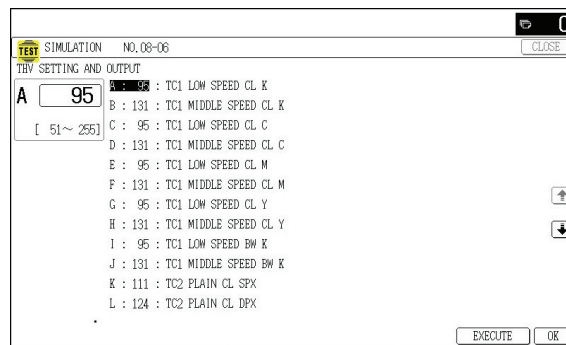 0
TEST SIMULATION NO.08-06
CLOSE
THV SETTING AND OUTPUT
A 95
[ 51~ 255]
A : 95 : TC1 LOW SPEED CL K
B : 131 : TC1 MIDDLE SPEED CL K
C : 95 : TC1 LOW SPEED CL C
D : 131 : TC1 MIDDLE SPEED CL C
E : 95 : TC1 LOW SPEED CL M
F : 131 : TC1 MIDDLE SPEED CL M
G : 95 : TC1 LOW SPEED CL Y
H : 131 : TC1 MIDDLE SPEED CL Y
I : 95 : TC1 LOW SPEED BW K
J : 131 : TC1 MIDDLE SPEED BW K
K : 111 : TC2 PLAIN CL SPX
L : 124 : TC2 PLAIN CL DPX
EXECUTE OK